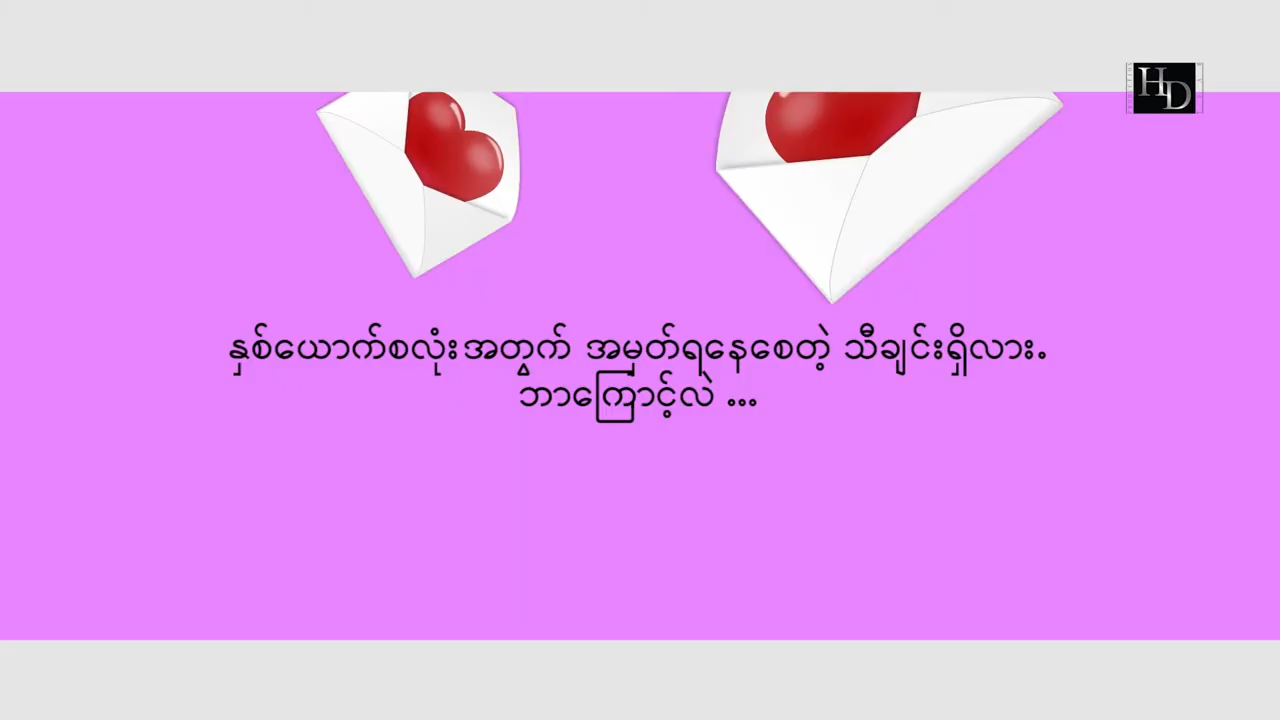 HD
နှစ်ယောက်စလုံးအတွက် အမှတ်ရနေစေတဲ့ သီချင်းရှိလား.
ဘာကြောင့်လဲ ...